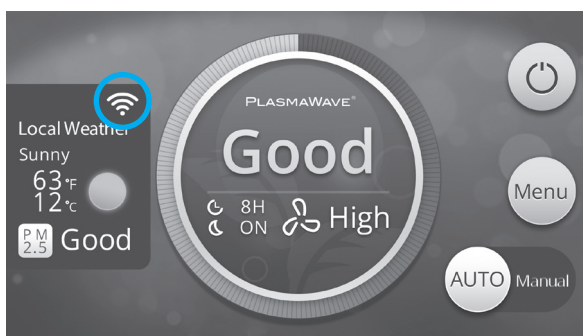 Local Weather
Sunny
63°F
12°C
PM 2.5 Good
PLASMAWAVE®
Good
8H
ON
High
Menu
AUTO Manual